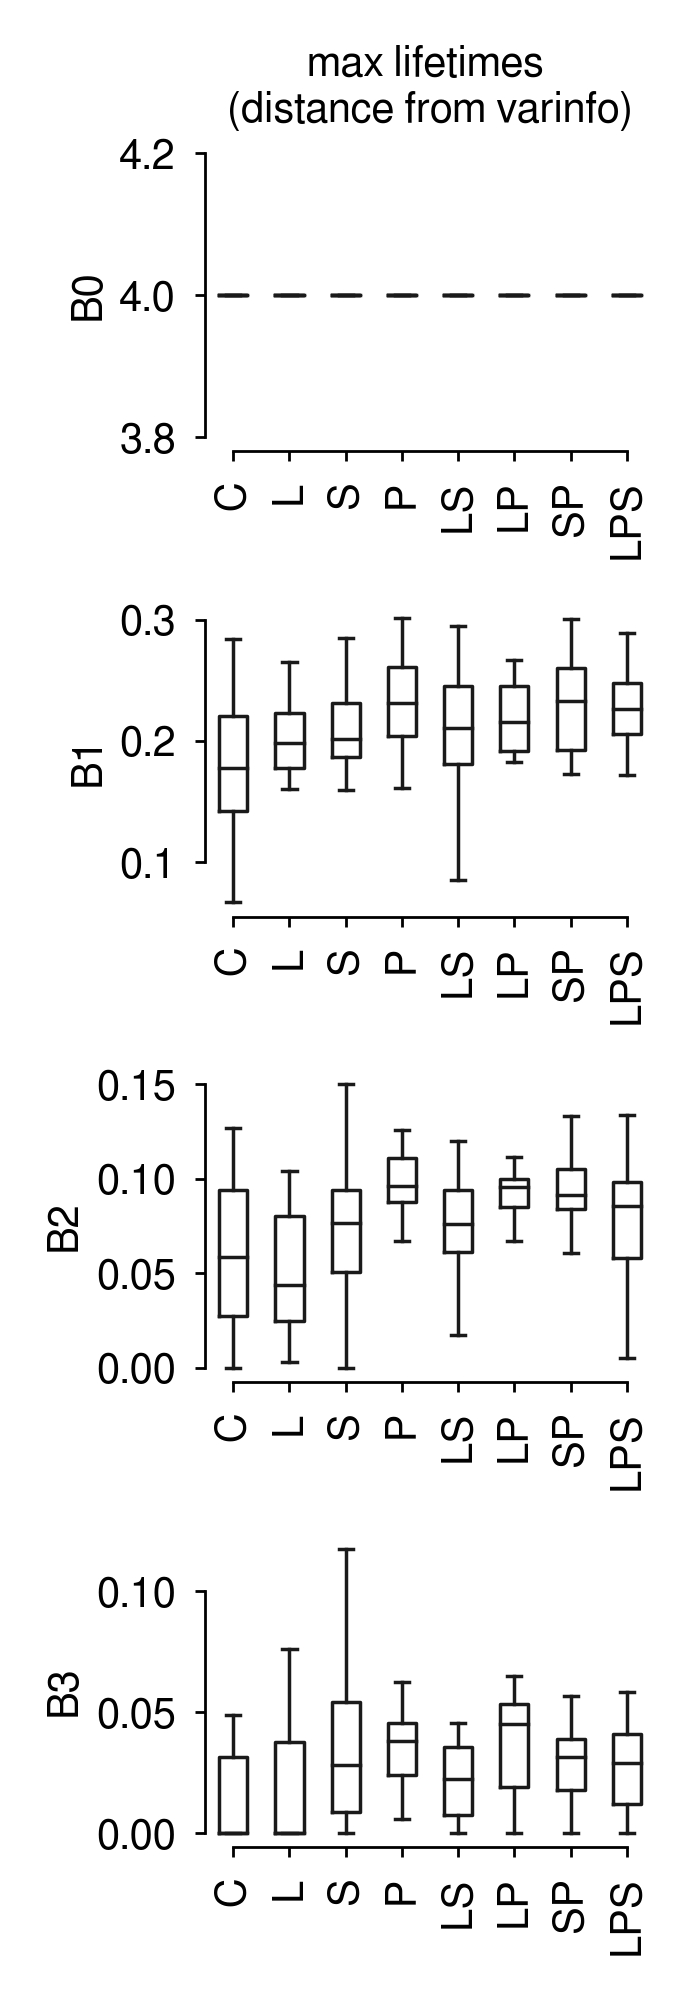 max lifetimes
(distance from varinfo)
4.2
4.0
3.8
B0
C L S P LS LP SP LPS
0.3
0.2
0.1
B1
C L S P LS LP SP LPS
0.15
0.10
0.05
0.00
B2
C L S P LS LP SP LPS
0.10
0.05
0.00
B3
C L S P LS LP SP LPS